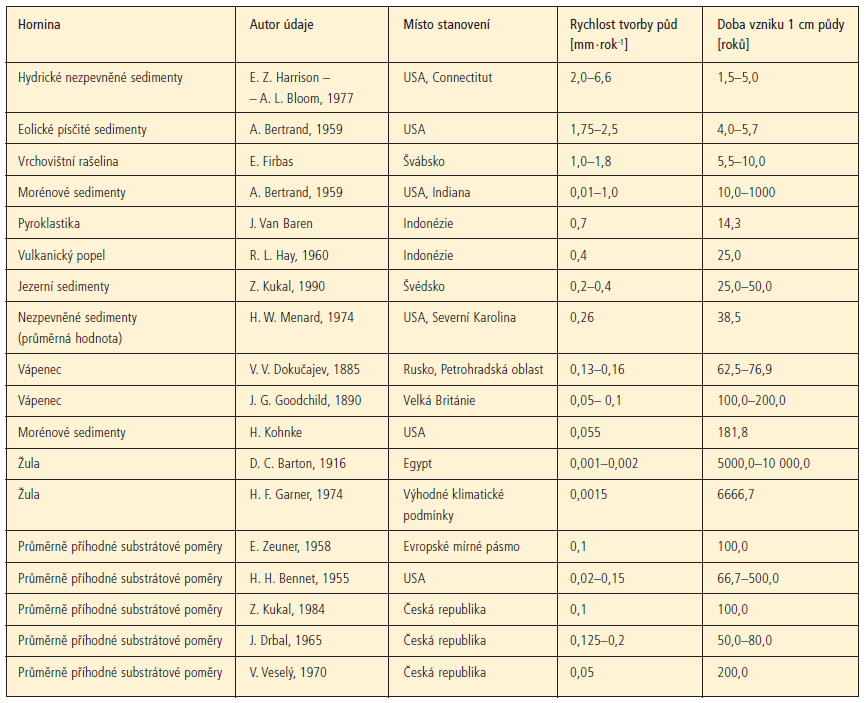 Hornina Autor údaje Místo stanovení Rychlost tvorby půd Doba vzniku 1 cm půdy
[mm·rok-1] [roků]
Hydrické nezpevněné sedimenty E. Z. Harrison – USA, Connectitut 2,0–6,6 1,5–5,0
– A. L. Bloom, 1977
Eolické písčité sedimenty A. Bertrand, 1959 USA 1,75–2,5 4,0–5,7
Vrchovištní rašelina E. Firbas Švábsko 1,0–1,8 5,5–10,0
Morénové sedimenty A. Bertrand, 1959 USA, Indiana 0,01–1,0 10,0–1000
Pyroklastika J. Van Baren Indonézie 0,7 14,3
Vulkanický popel R. L. Hay, 1960 Indonézie 0,4 25,0
Jezerní sedimenty Z. Kukal, 1990 Švédsko 0,2–0,4 25,0–50,0
Nezpevněné sedimenty H. W. Menard, 1974 USA, Severní Karolina 0,26 38,5
(průměrná hodnota)
Vápenec V. V. Dokučajev, 1885 Rusko, Petrohradská oblast 0,13–0,16 62,5–76,9
Vápenec J. G. Goodchild, 1890 Velká Británie 0,05– 0,1 100,0–200,0
Morénové sedimenty H. Kohnke USA 0,055 181,8
Žula D. C. Barton, 1916 Egypt 0,001–0,002 5000,0–10 000,0
Žula H. F. Garner, 1974 Výhodné klimatické 0,0015 6666,7
podmínky
Průměrně příhodné substrátové poměry E. Zeuner, 1958 Evropské mírné pásmo 0,1 100,0
Průměrně příhodné substrátové poměry H. H. Bennet, 1955 USA 0,02–0,15 66,7–500,0
Průměrně příhodné substrátové poměry Z. Kukal, 1984 Česká republika 0,1 100,0
Průměrně příhodné substrátové poměry J. Drbal, 1965 Česká republika 0,125–0,2 50,0–80,0
Průměrně příhodné substrátové poměry V. Veselý, 1970 Česká republika 0,05 200,0